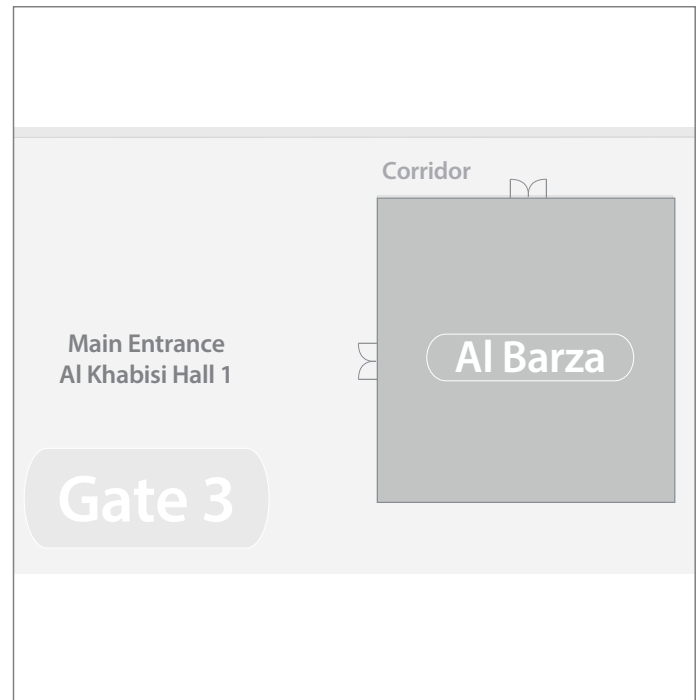 Corridor
Main Entrance
Al Khabisi Hall 1
Al Barza
Gate 3